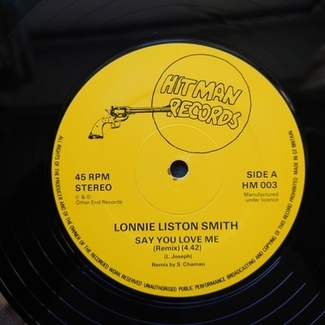 HITMAN
RECORDS
45 RPM
STEREO
℗ ©
Other End Records
SIDE A
HM 003
Manufactured
under licence
LONNIE LISTON SMITH
SAY YOU LOVE ME
(Remix) (4.42)
(L. Joseph)
Remix by S. Chaman
ALL RIGHTS OF THE PRODUCER AND OF THE OWNER OF THE RECORDED WORK RESERVED UNAUTHORISED PUBLIC PERFORMANCE BROADCASTING AND COPYING OF THIS RECORD PROHIBITED MADE IN GT BRITAIN